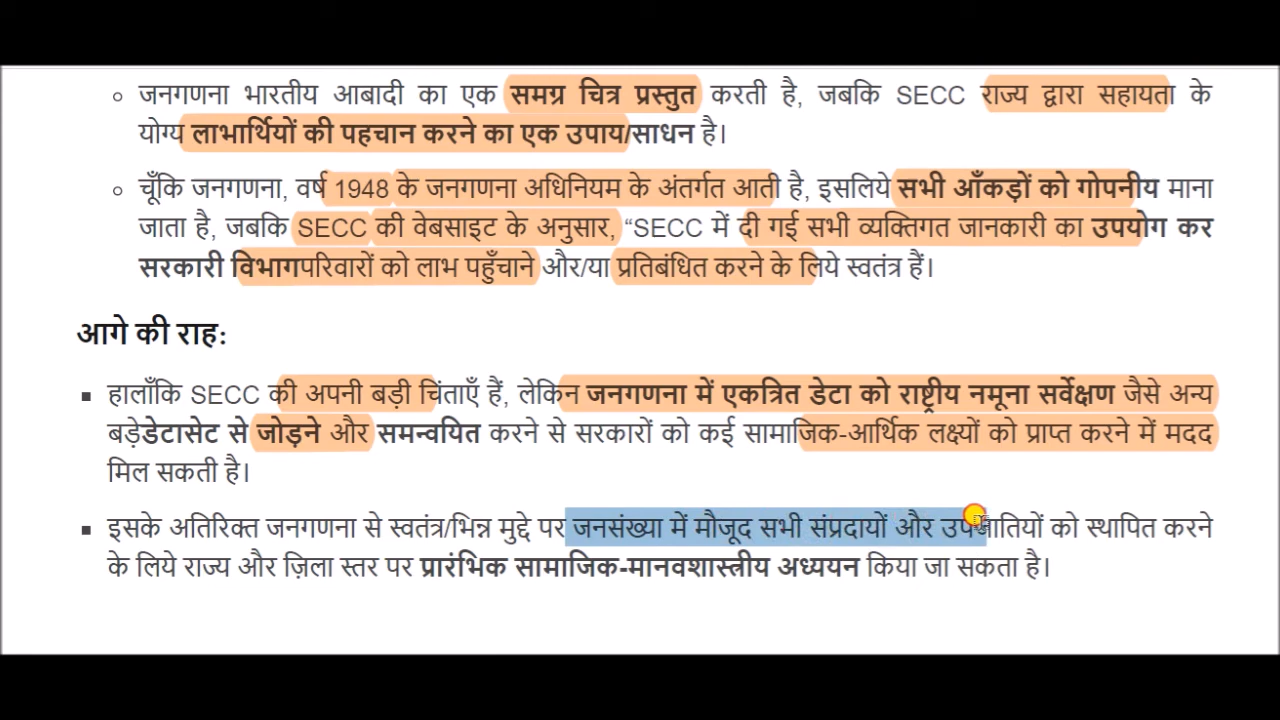 जनगणना भारतीय आबादी का एक समग्र चित्र प्रस्तुत करती है, जबकि SECC राज्य द्वारा सहायता के
योग्य लाभार्थियों की पहचान करने का एक उपाय/साधन है।
चूँकि जनगणना, वर्ष 1948 के जनगणना अधिनियम के अंतर्गत आती है, इसलिये सभी आँकड़ों को गोपनीय माना
जाता है, जबकि SECC की वेबसाइट के अनुसार, “SECC में दी गई सभी व्यक्तिगत जानकारी का उपयोग कर
सरकारी विभागपरिवारों को लाभ पहुँचाने और/या प्रतिबंधित करने के लिये स्वतंत्र हैं।
आगे की राह:
हालाँकि SECC की अपनी बड़ी चिंताएँ हैं, लेकिन जनगणना में एकत्रित डेटा को राष्ट्रीय नमूना सर्वेक्षण जैसे अन्य
बड़ेडेटासेट से जोड़ने और समन्वयित करने से सरकारों को कई सामाजिक-आर्थिक लक्ष्यों को प्राप्त करने में मदद
मिल सकती है।
इसके अतिरिक्त जनगणना से स्वतंत्र/भिन्न मुद्दे पर जनसंख्या में मौजूद सभी संप्रदायों और उपजातियों को स्थापित करने
के लिये राज्य और ज़िला स्तर पर प्रारंभिक सामाजिक-मानवशास्त्रीय अध्ययन किया जा सकता है।